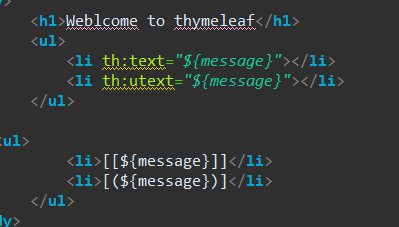 <h1>Weblcome to thymeleaf</h1>
<ul>
<li th:text="${message}"></li>
<li th:utext="${message}"></li>
</ul>
ul>
<li>[[${message}]]</li>
<li>[(${message})]</li>
</ul>
dy>